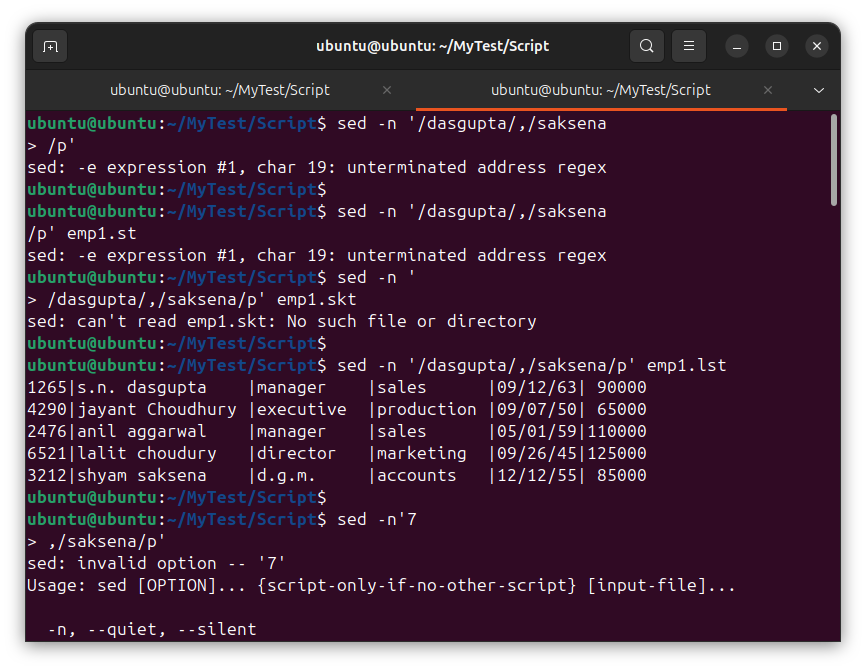 ubuntu@ubuntu: ~/MyTest/Script
ubuntu@ubuntu: ~/MyTest/Script ubuntu@ubuntu: ~/MyTest/Script
ubuntu@ubuntu:~/MyTest/Script$ sed -n '/dasgupta/,/saksena
> /p'
sed: -e expression #1, char 19: unterminated address regex
ubuntu@ubuntu:~/MyTest/Script$
ubuntu@ubuntu:~/MyTest/Script$ sed -n '/dasgupta/,/saksena
/p' emp1.st
sed: -e expression #1, char 19: unterminated address regex
ubuntu@ubuntu:~/MyTest/Script$ sed -n '
> /dasgupta/,/saksena/p' emp1.skt
sed: can't read emp1.skt: No such file or directory
ubuntu@ubuntu:~/MyTest/Script$
ubuntu@ubuntu:~/MyTest/Script$ sed -n '/dasgupta/,/saksena/p' emp1.lst
1265|s.n. dasgupta    |manager    |sales      |09/12/63| 90000
4290|jayant Choudhury |executive  |production |09/07/50| 65000
2476|anil aggarwal    |manager    |sales      |05/01/59|110000
6521|lalit choudury   |director   |marketing  |09/26/45|125000
3212|shyam saksena    |d.g.m.     |accounts   |12/12/55| 85000
ubuntu@ubuntu:~/MyTest/Script$
ubuntu@ubuntu:~/MyTest/Script$ sed -n'7
> ,/saksena/p'
sed: invalid option -- '7'
Usage: sed [OPTION]... {script-only-if-no-other-script} [input-file]...

  -n, --quiet, --silent